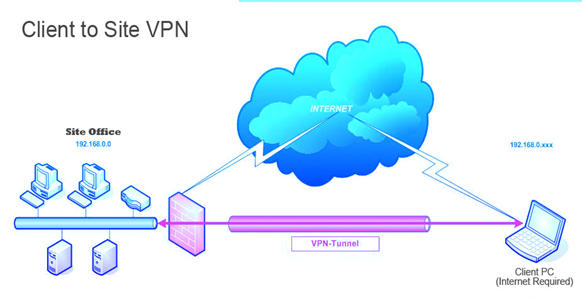 Client to Site VPN
INTERNET
Site Office
192.168.0.0
192.168.0.xxx
VPN-Tunnel
Client PC
(Internet Required)